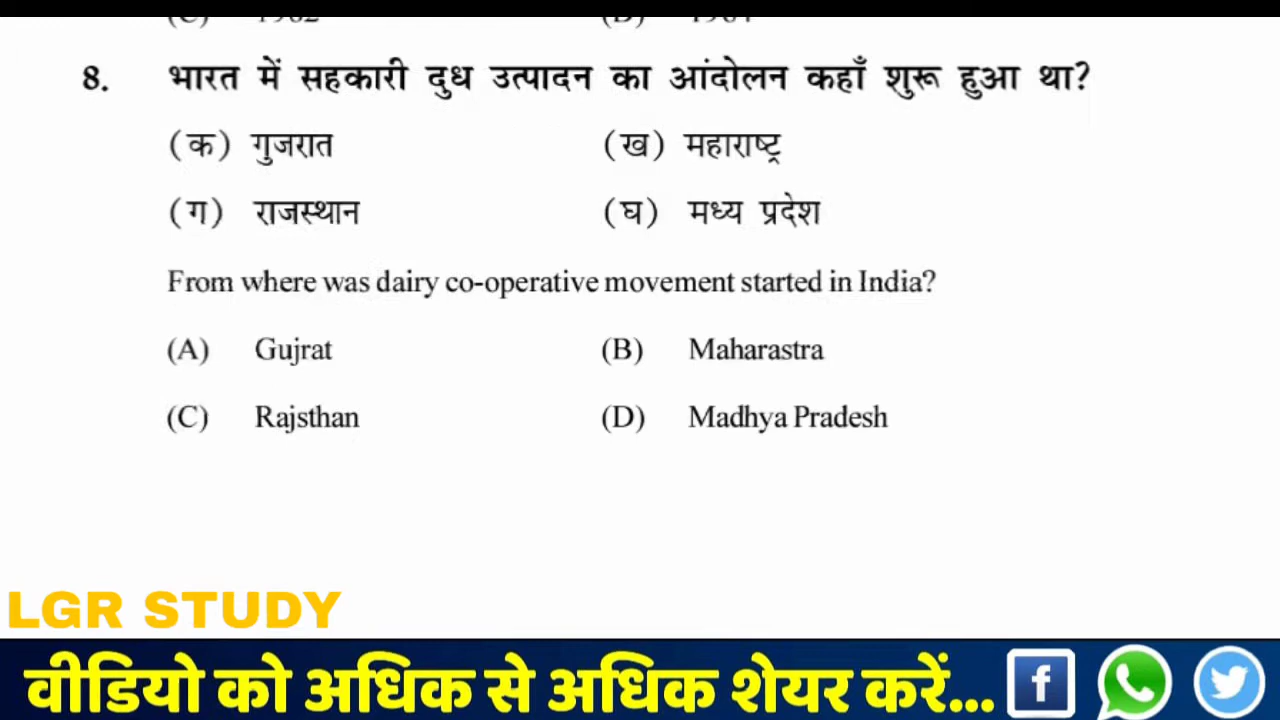 8. भारत में सहकारी दुध उत्पादन का आंदोलन कहाँ शुरू हुआ था?
(क) गुजरात (ख) महाराष्ट्र
(ग) राजस्थान (घ) मध्य प्रदेश
From where was dairy co-operative movement started in India?
(A) Gujrat (B) Maharastra
(C) Rajsthan (D) Madhya Pradesh
LGR STUDY
वीडियो को अधिक से अधिक शेयर करें...